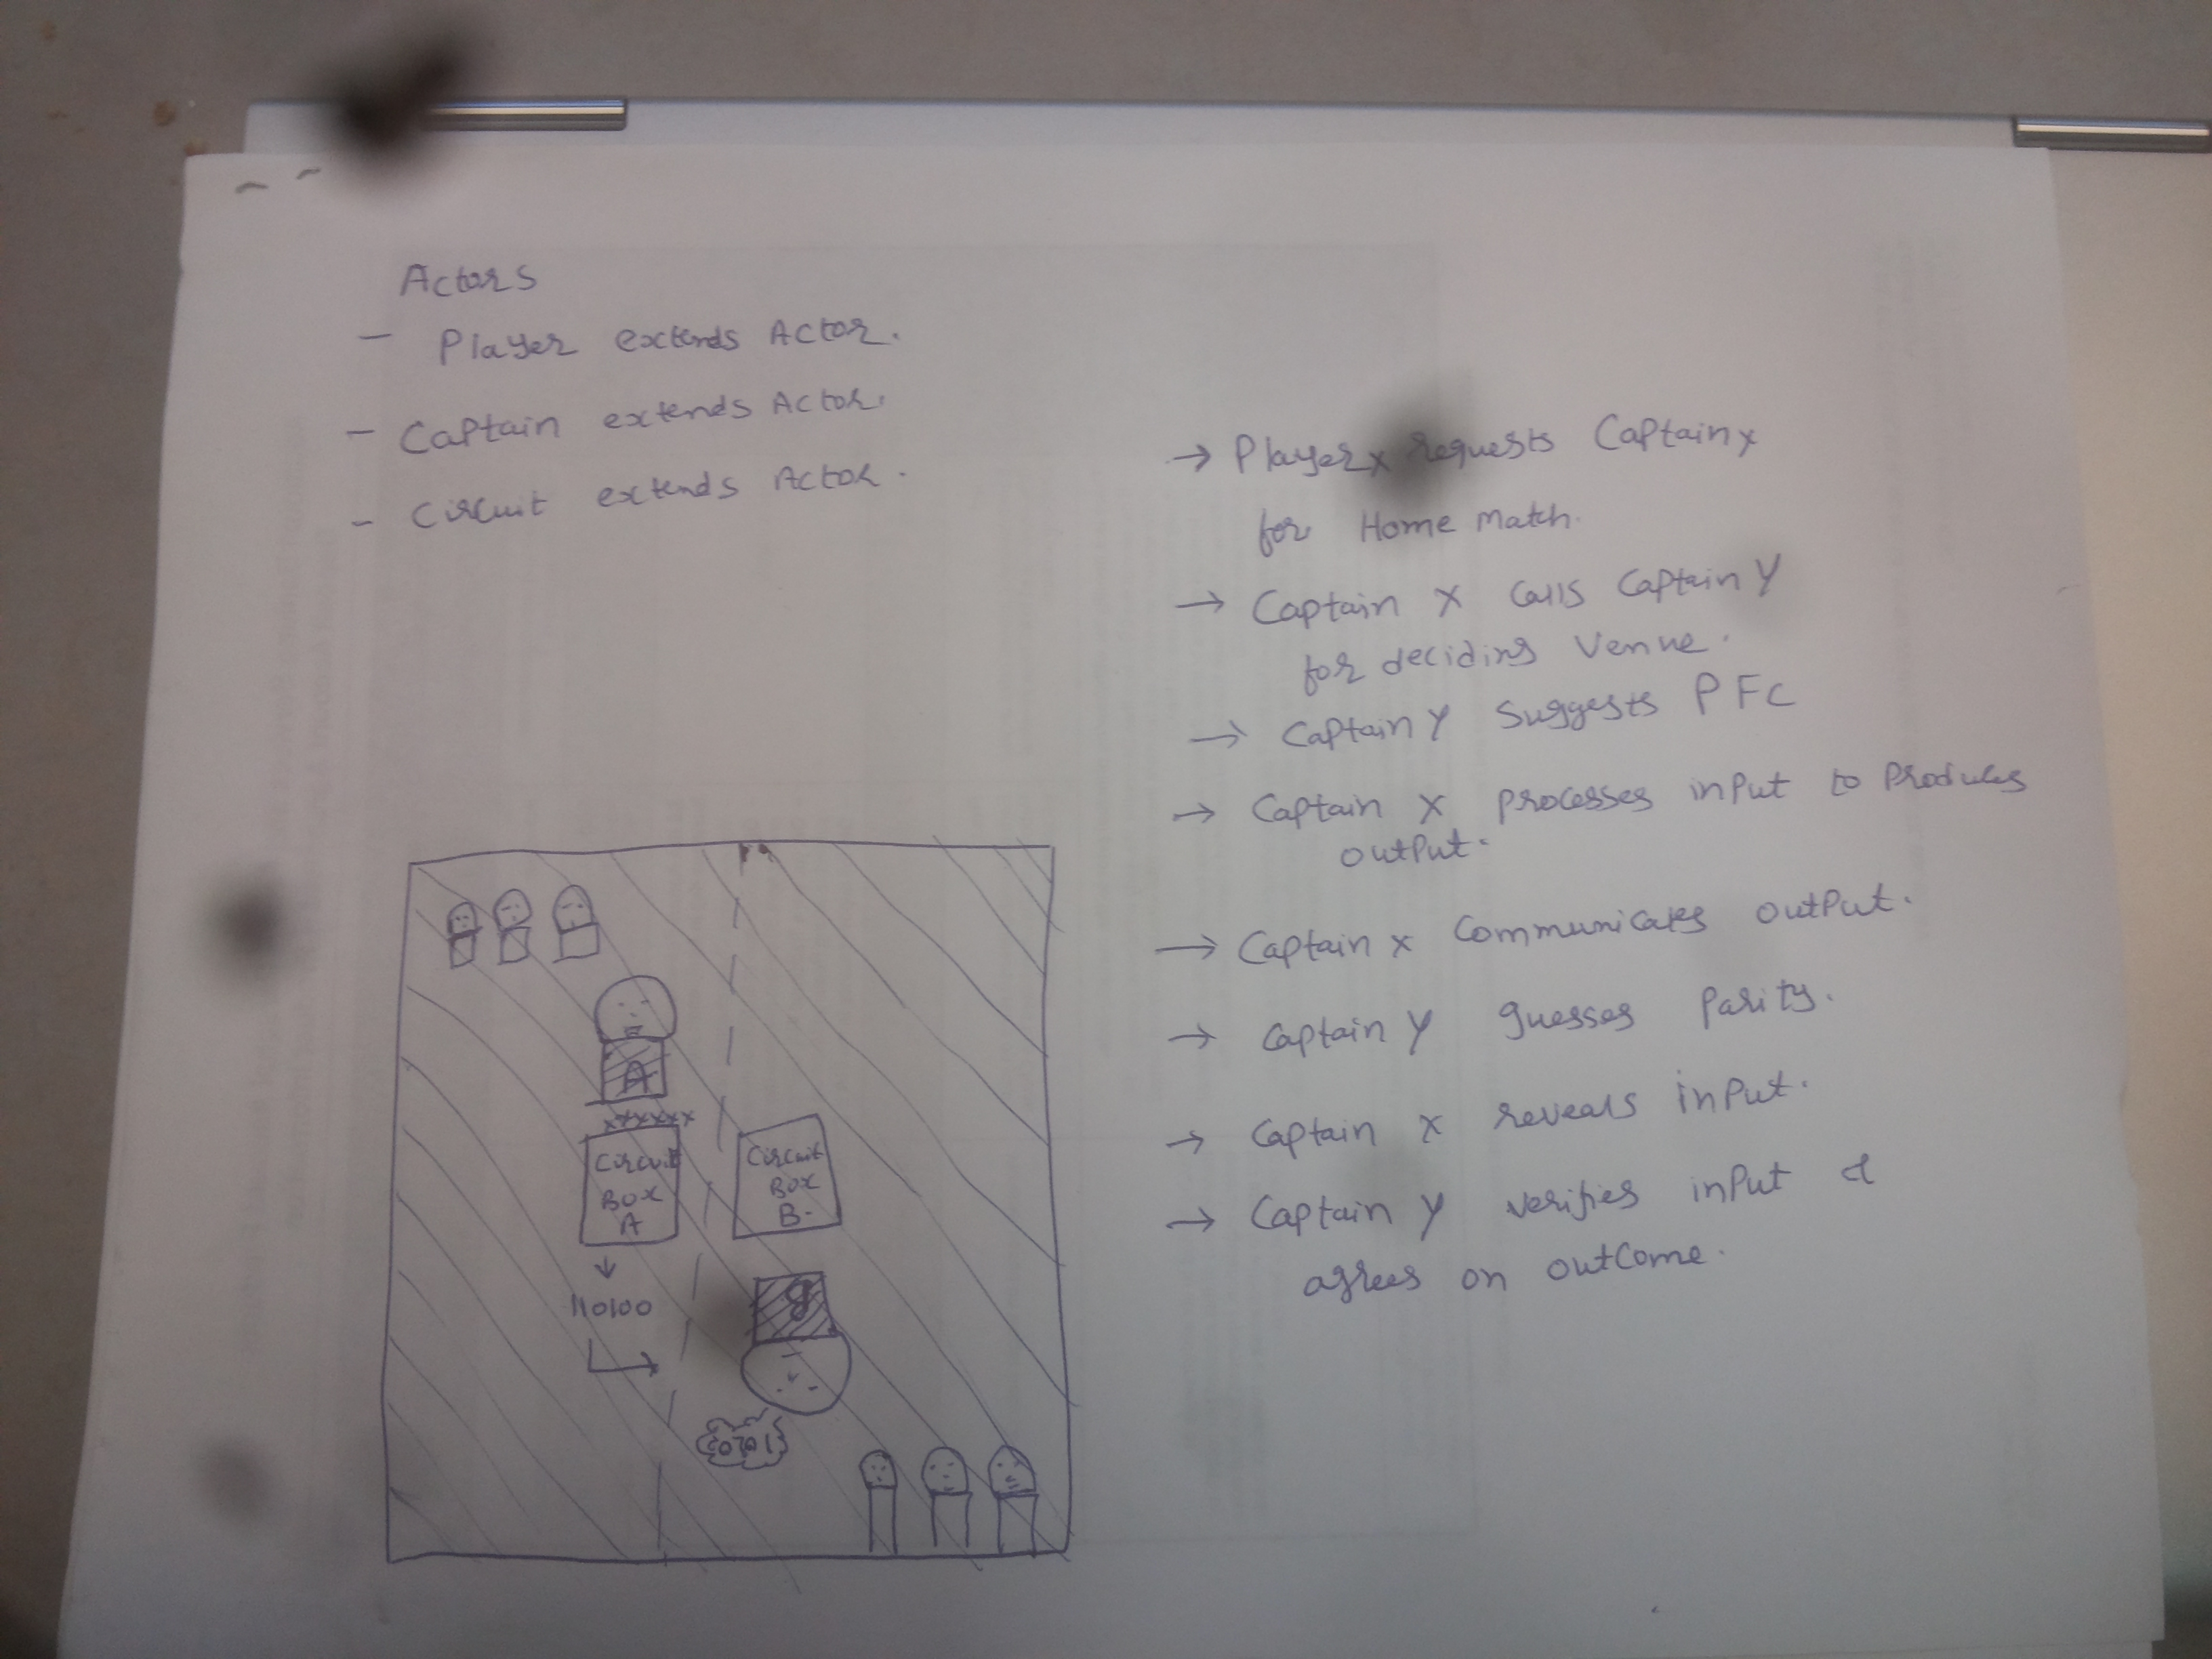 Actors
- Player extends Actor.
- Captain extends Actor.
- Circuit extends Actor.
→ Player x requests Captain x
for Home Match.
→ Captain X calls Captain Y
for deciding Venue.
→ Captain Y Suggests PFC
→ Captain X processes input to produces
output.
→ Captain x Communicates output.
→ Captain Y guesses Parity.
→ Captain x reveals input.
→ Captain Y verifies input &
agrees on outcome.
A
xxxxxx
Circuit
Box
A
Circuit
Box
B.
110100